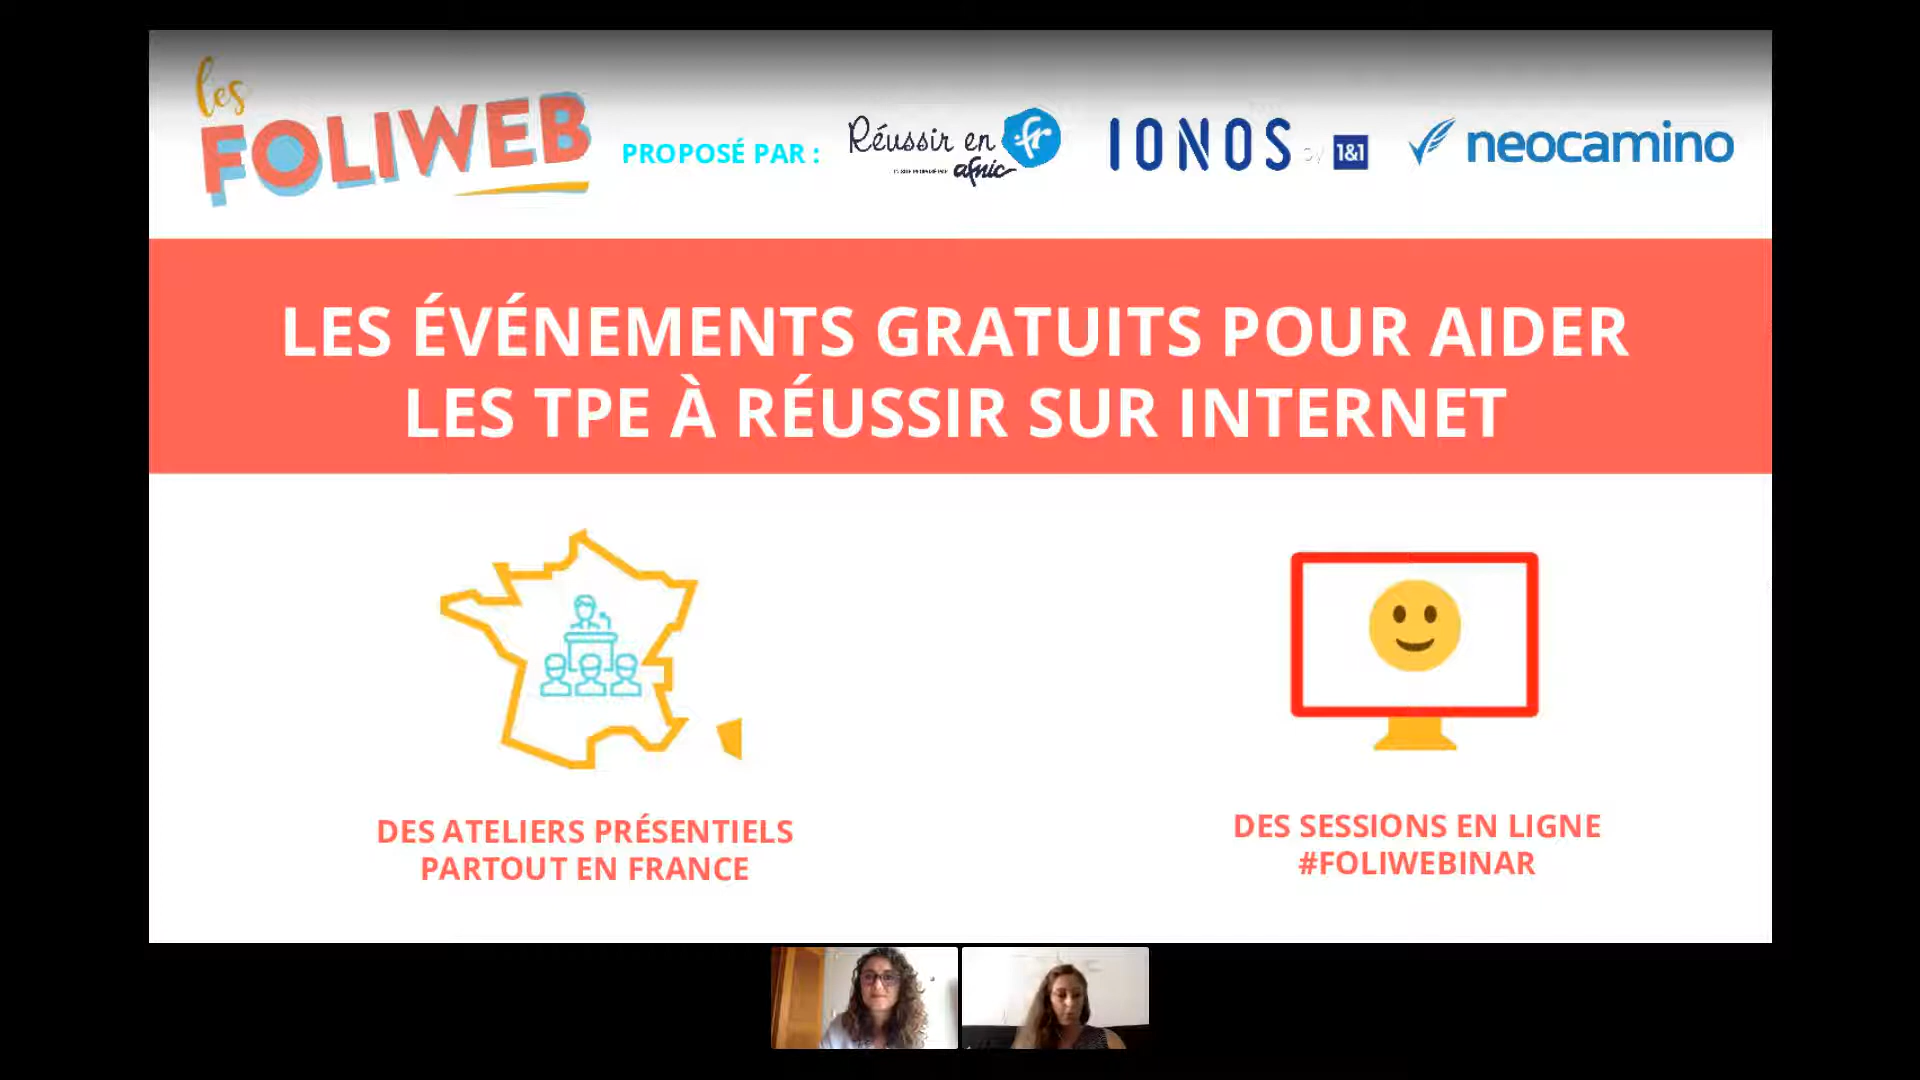 les
FOLIWEB
PROPOSÉ PAR :
Réussir en .fr
afnic
IONOS by 1&1
neocamino
LES ÉVÉNEMENTS GRATUITS POUR AIDER
LES TPE À RÉUSSIR SUR INTERNET
DES ATELIERS PRÉSENTIELS
PARTOUT EN FRANCE
DES SESSIONS EN LIGNE
#FOLIWEBINAR